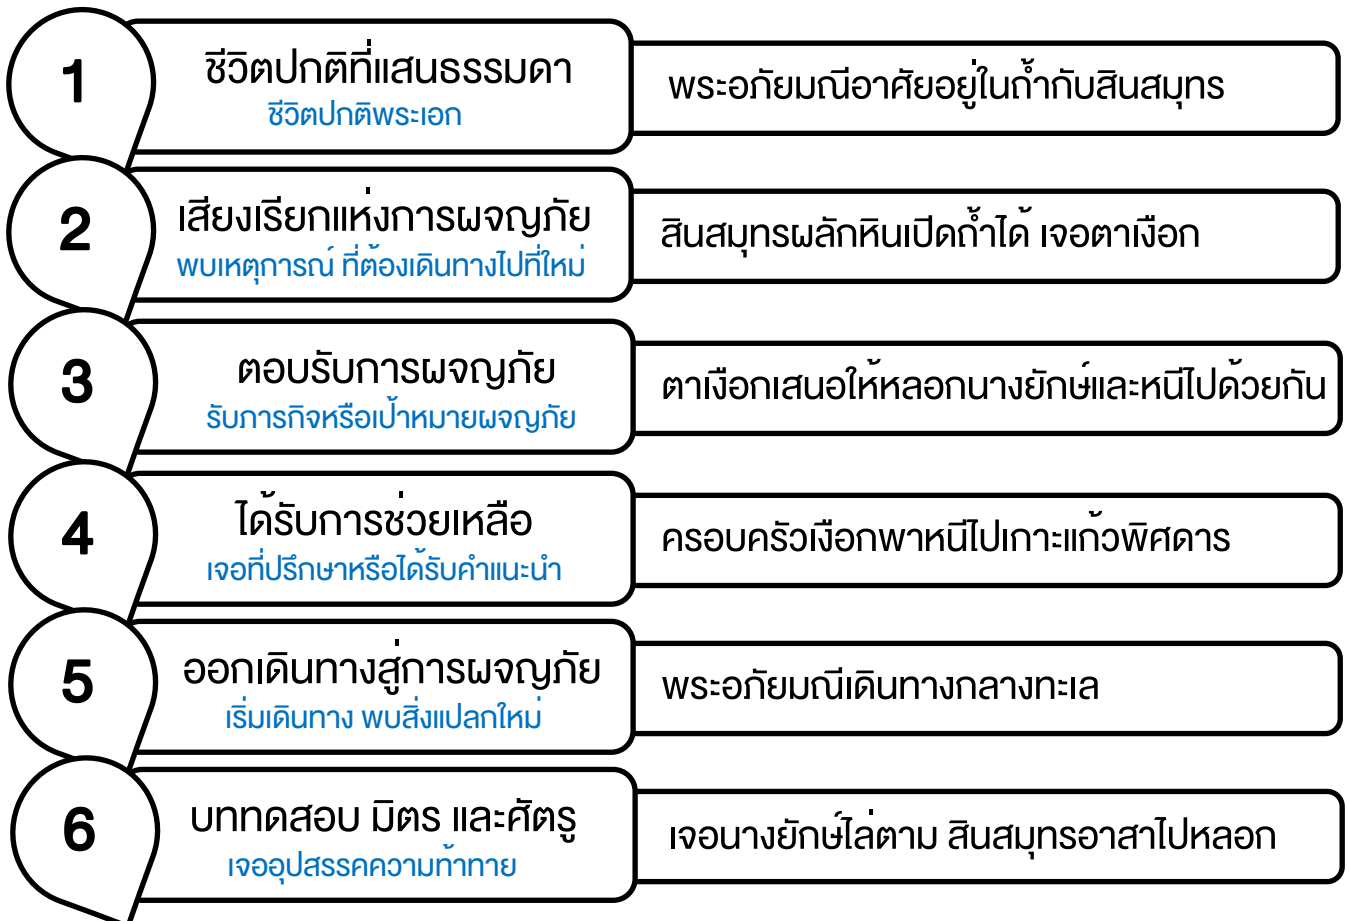 1
ชีวิตปกติที่แสนธรรมดา
ชีวิตปกติพระเอก
พระอภัยมณีอาศัยอยู่ในถ้ำกับสินสมุทร
2
เสียงเรียกแห่งการผจญภัย
พบเหตุการณ์ ที่ต้องเดินทางไปที่ใหม่
สินสมุทรผลักหินเปิดถ้ำได้ เจอตาเงือก
3
ตอบรับการผจญภัย
รับภารกิจหรือเป้าหมายผจญภัย
ตาเงือกเสนอให้หลอกนางยักษ์และหนีไปด้วยกัน
4
ได้รับการช่วยเหลือ
เจอที่ปรึกษาหรือได้รับคำแนะนำ
ครอบครัวเงือกพาหนีไปเกาะแก้วพิศดาร
5
ออกเดินทางสู่การผจญภัย
เริ่มเดินทาง พบสิ่งแปลกใหม่
พระอภัยมณีเดินทางกลางทะเล
6
บททดสอบ มิตร และศัตรู
เจออุปสรรคความท้าทาย
เจอนางยักษ์ไล่ตาม สินสมุทรอาสาไปหลอก